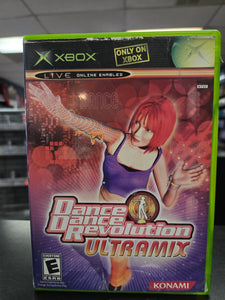 XBOX
ONLY ON
XBOX
LIVE ONLINE ENABLED
Dance
Dance
Revolution
ULTRAMIX
E
KONAMI